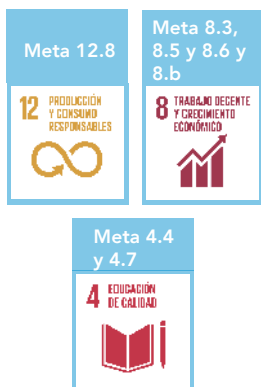 Meta 12.8
12 PRODUCCIÓN
Y CONSUMO
RESPONSABLES
Meta 8.3,
8.5 y 8.6 y
8.b
8 TRABAJO DECENTE
Y CRECIMIENTO
ECONÓMICO
Meta 4.4
y 4.7
4 EDUCACIÓN
DE CALIDAD